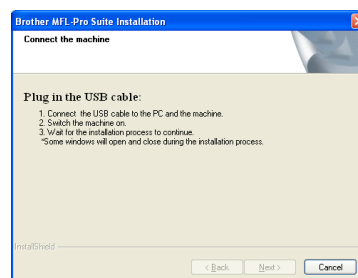 Brother MFL-Pro Suite Installation
Connect the machine
Plug in the USB cable:
1. Connect the USB cable to the PC and the machine.
2. Switch the machine on.
3. Wait for the installation process to continue.
*Some windows will open and close during the installation process.
InstallShield
< Back Next > Cancel